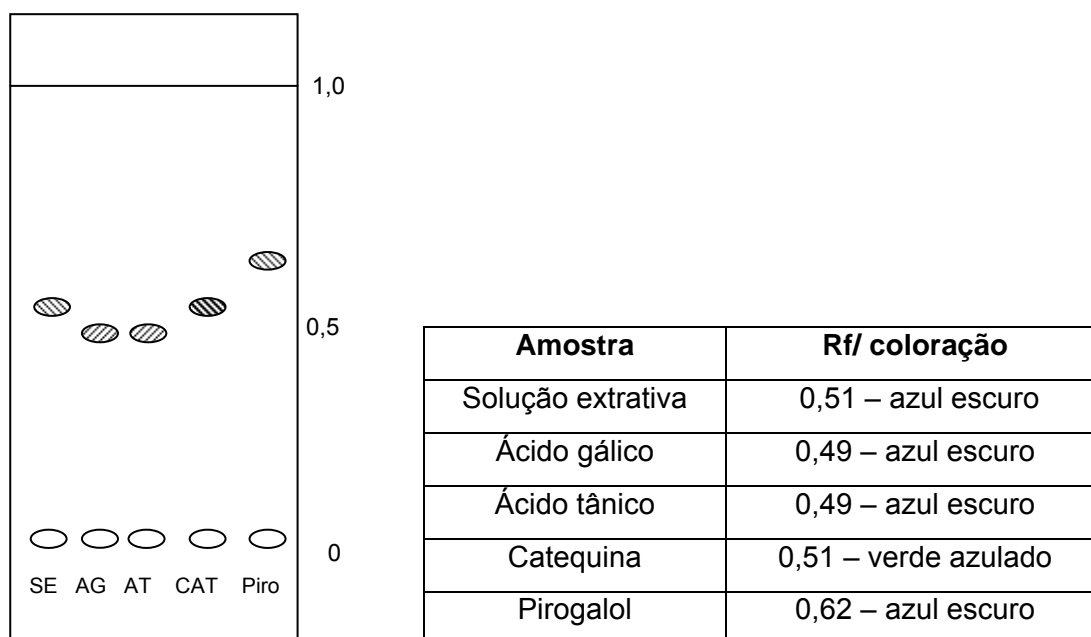 1,0
0,5
0
SE AG AT CAT Piro
Amostra Rf/ coloração
Solução extrativa 0,51 – azul escuro
Ácido gálico 0,49 – azul escuro
Ácido tânico 0,49 – azul escuro
Catequina 0,51 – verde azulado
Pirogalol 0,62 – azul escuro